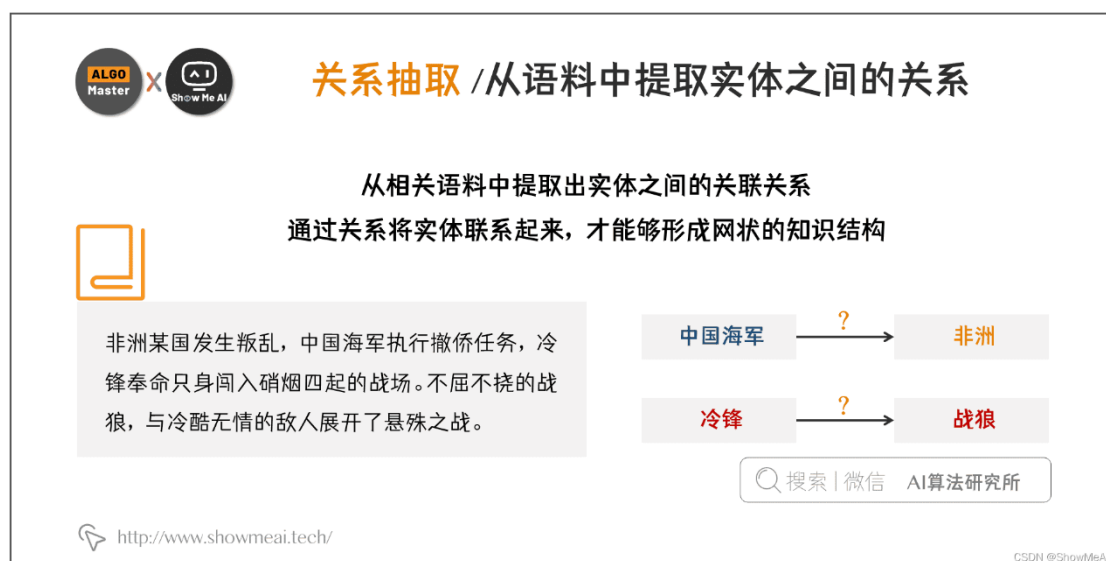 ALGO
Master
X
Show Me AI
关系抽取 /从语料中提取实体之间的关系
从相关语料中提取出实体之间的关联关系
通过关系将实体联系起来，才能够形成网状的知识结构
非洲某国发生叛乱，中国海军执行撤侨任务，冷
锋奉命只身闯入硝烟四起的战场。不屈不挠的战
狼，与冷酷无情的敌人展开了悬殊之战。
中国海军 ? 非洲
冷锋 ? 战狼
搜索 | 微信 AI算法研究所
http://www.showmeai.tech/
CSDN @ShowMeA